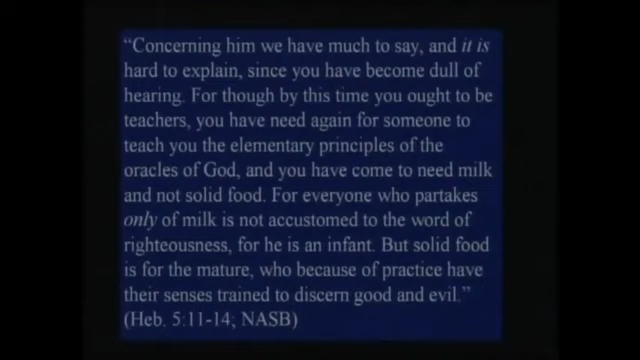 “Concerning him we have much to say, and it is
hard to explain, since you have become dull of
hearing. For though by this time you ought to be
teachers, you have need again for someone to
teach you the elementary principles of the
oracles of God, and you have come to need milk
and not solid food. For everyone who partakes
only of milk is not accustomed to the word of
righteousness, for he is an infant. But solid food
is for the mature, who because of practice have
their senses trained to discern good and evil.”
(Heb. 5:11-14; NASB)